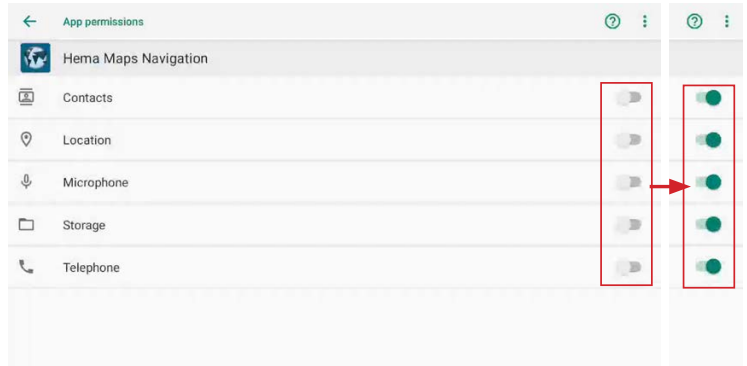 App permissions
Hema Maps Navigation
Contacts
Location
Microphone
Storage
Telephone